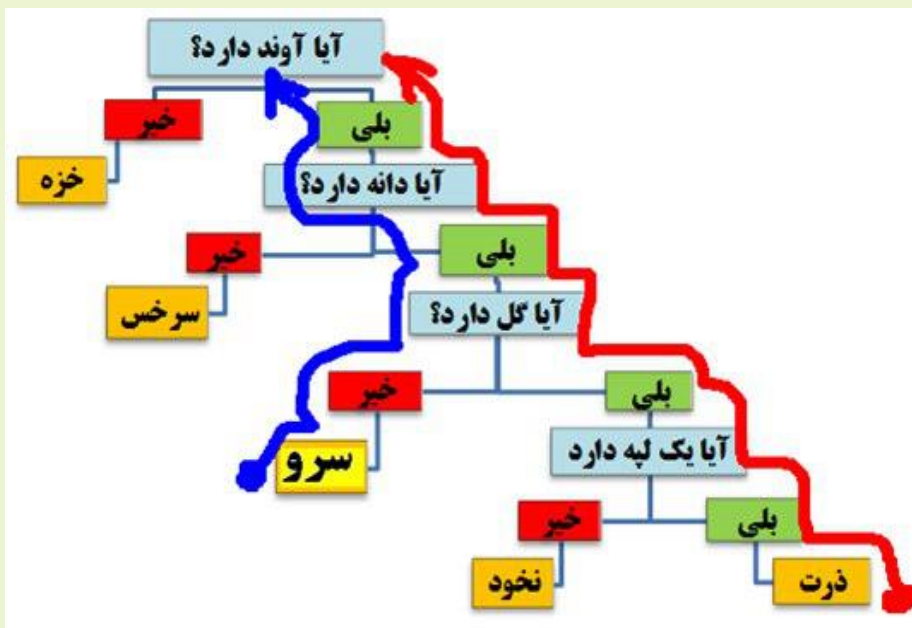 آیا آوند دارد؟
خیر
بلی
خزه
آیا دانه دارد؟
خیر
بلی
سرخس
آیا گل دارد؟
خیر
بلی
سرو
آیا یک لپه دارد
خیر
بلی
نخود
ذرت